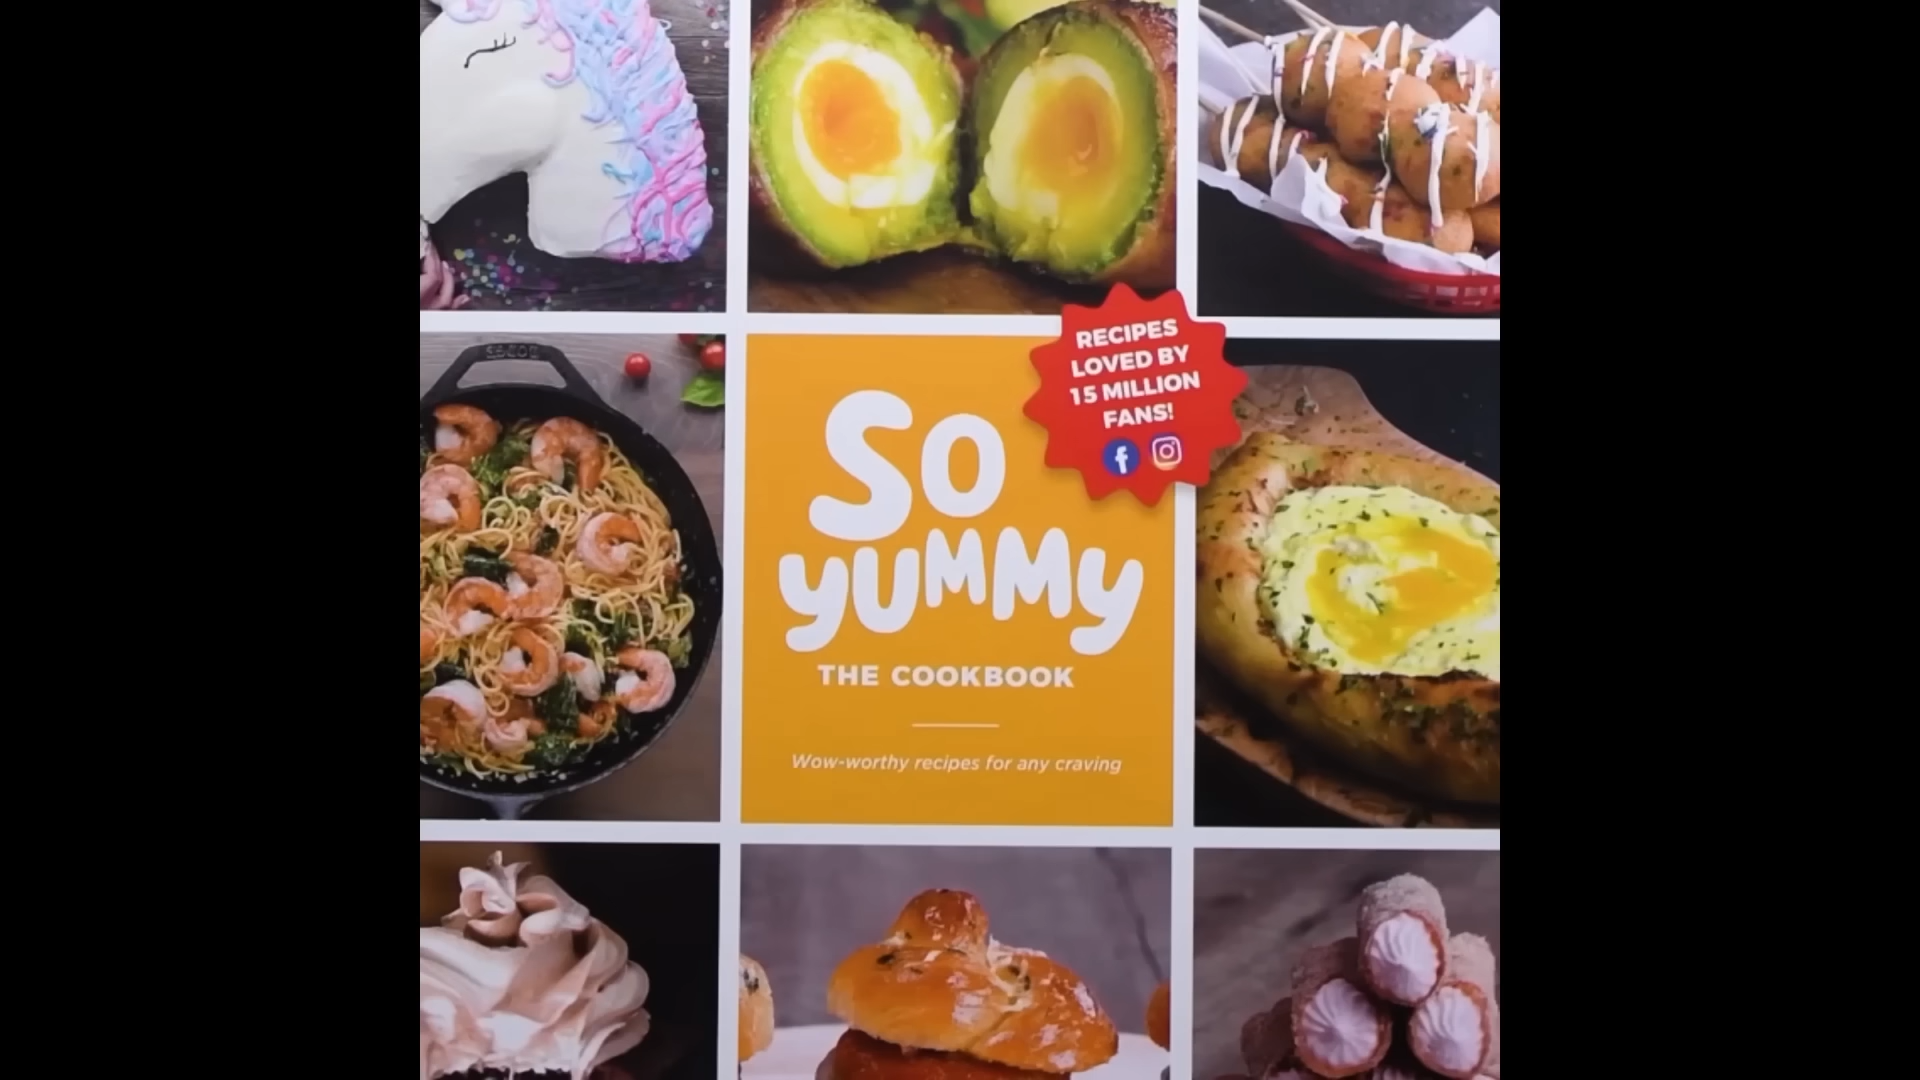 RECIPES
LOVED BY
15 MILLION
FANS!
So
yuMMy
THE COOKBOOK
Wow-worthy recipes for any craving